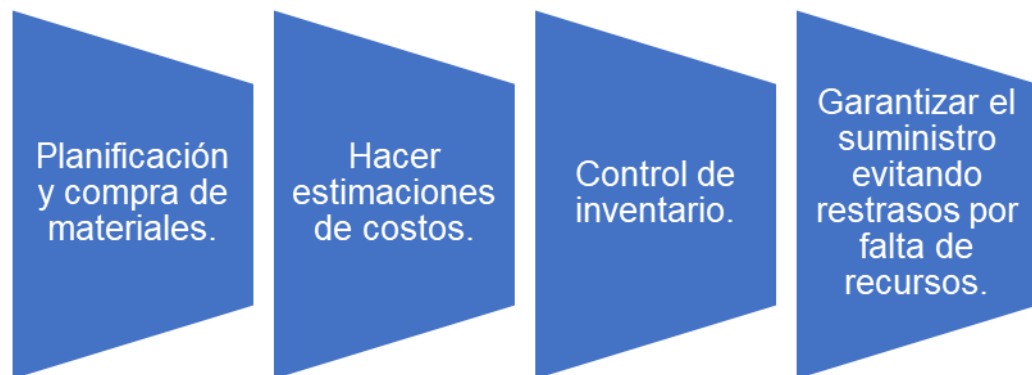 Planificación
y compra de
materiales.
Hacer
estimaciones
de costos.
Control de
inventario.
Garantizar el
suministro
evitando
restrasos por
falta de
recursos.